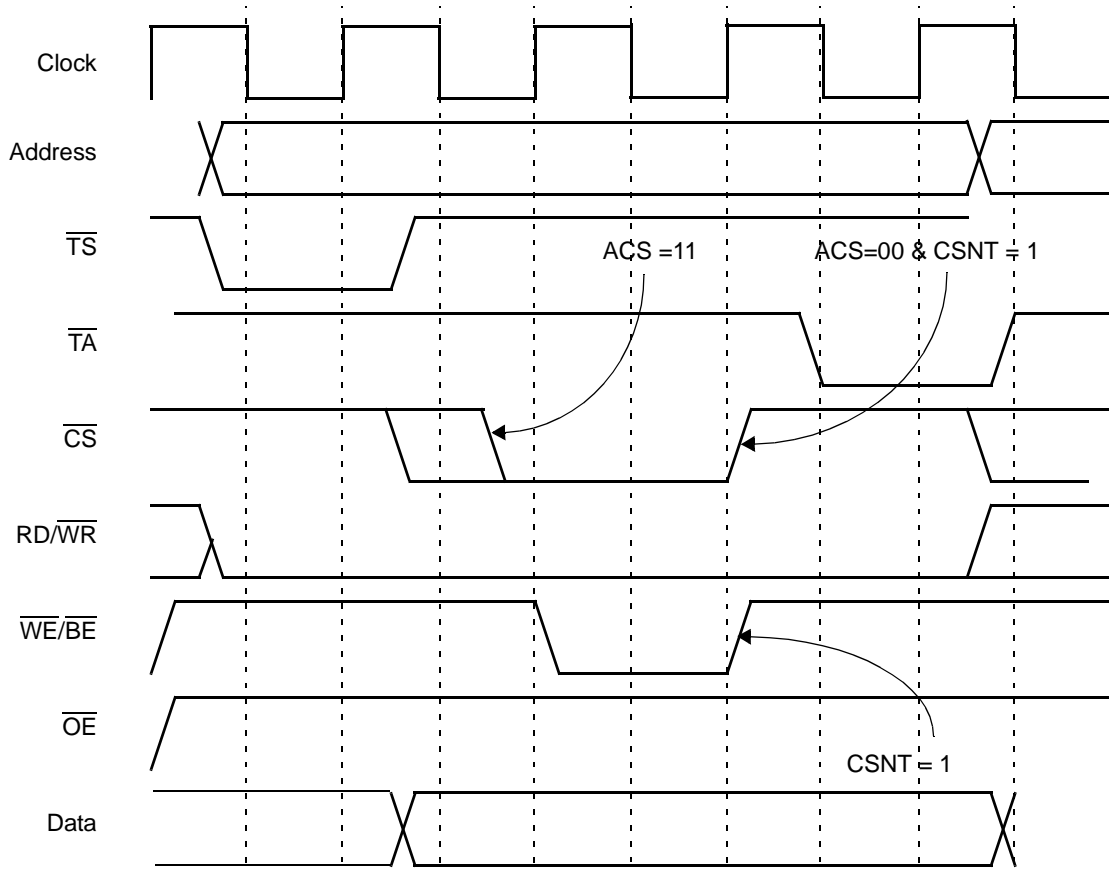 Clock
Address
TS
ACS =11
ACS=00 & CSNT = 1
TA
CS
RD/WR
WE/BE
OE
CSNT = 1
Data